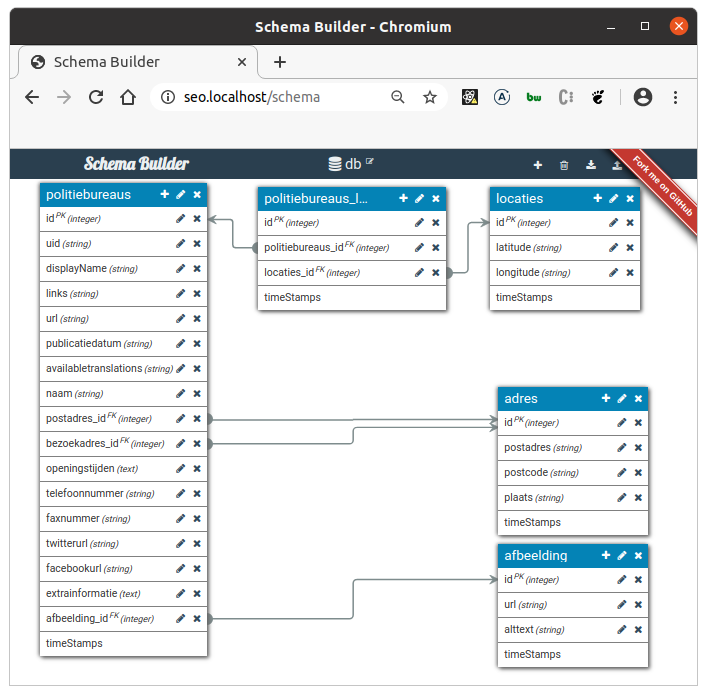 Schema Builder - Chromium
Schema Builder
seo.localhost/schema
Schema Builder
db
Fork me on GitHub
politiebureaus
id PK (integer)
uid (string)
displayName (string)
links (string)
url (string)
publicatiedatum (string)
availabletranslations (string)
naam (string)
postadres_id FK (integer)
bezoekadres_id FK (integer)
openingstijden (text)
telefoonnummer (string)
faxnummer (string)
twitterurl (string)
facebookurl (string)
extrainformatie (text)
afbeelding_id FK (integer)
timeStamps
politiebureaus_l...
id PK (integer)
politiebureaus_id FK (integer)
locaties_id FK (integer)
timeStamps
locaties
id PK (integer)
latitude (string)
longitude (string)
timeStamps
adres
id PK (integer)
postadres (string)
postcode (string)
plaats (string)
timeStamps
afbeelding
id PK (integer)
url (string)
alttext (string)
timeStamps